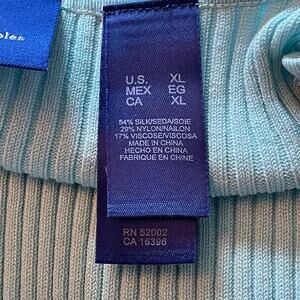 U.S. XL
MEX EG
CA XL
54% SILK/SEDA/SOIE
29% NYLON/NAILON
17% VISCOSE/VISCOSA
MADE IN CHINA
HECHO EN CHINA
FABRIQUE EN CHINE
RN 52002
CA 16396